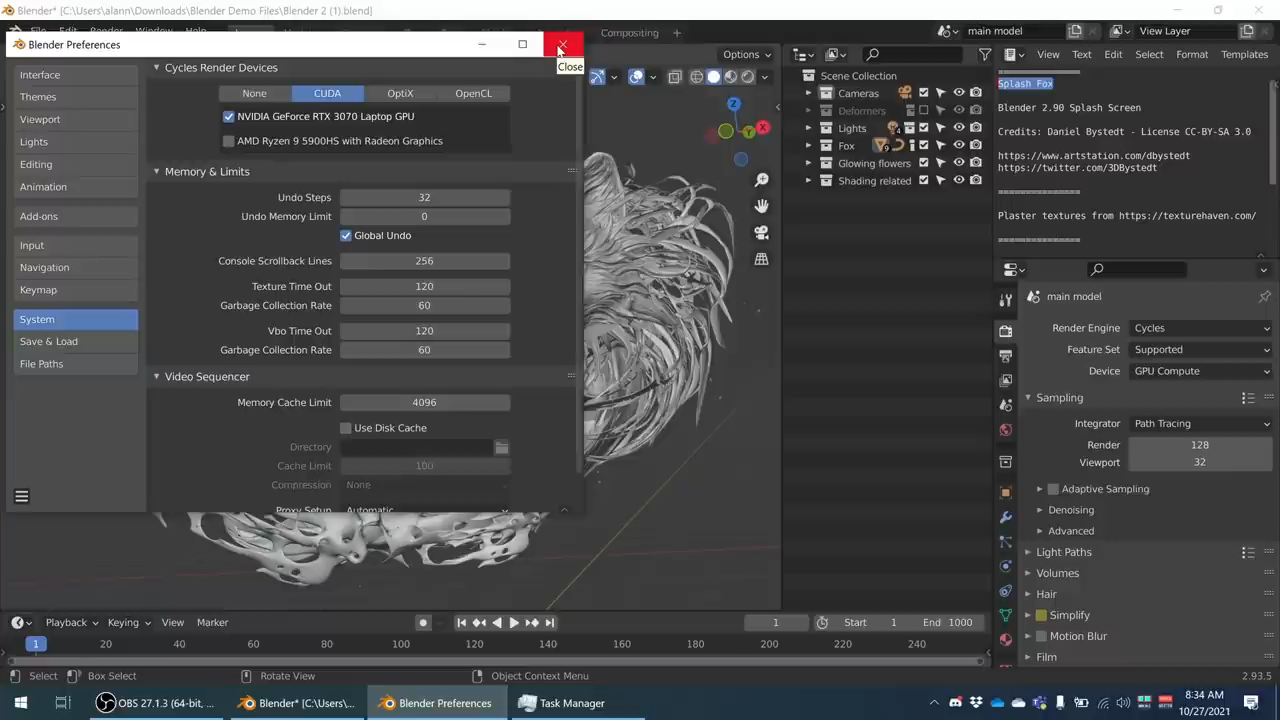 Blender* [C:\Users\alann\Downloads\Blender Demo Files\Blender 2 (1).blend]
File Edit Render Window Help
Compositing +
main model
View Layer
Blender Preferences
Close
Interface
Themes
Viewport
Lights
Editing
Animation
Add-ons
Input
Navigation
Keymap
System
Save & Load
File Paths
Cycles Render Devices
None CUDA OptiX OpenCL
NVIDIA GeForce RTX 3070 Laptop GPU
AMD Ryzen 9 5900HS with Radeon Graphics
Memory & Limits
Undo Steps 32
Undo Memory Limit 0
Global Undo
Console Scrollback Lines 256
Texture Time Out 120
Garbage Collection Rate 60
Vbo Time Out 120
Garbage Collection Rate 60
Video Sequencer
Memory Cache Limit 4096
Use Disk Cache
Directory
Cache Limit 100
Compression None
Proxy Setup Automatic
Options
Z
Y
X
Scene Collection
Cameras
Deformers
Lights 4
Fox 9
Glowing flowers
Shading related
View Text Edit Select Format Templates
Splash Fox
Blender 2.90 Splash Screen
Credits: Daniel Bystedt - License CC-BY-SA 3.0
https://www.artstation.com/dbystedt
https://twitter.com/3DBystedt
================
Plaster textures from https://texturehaven.com/
================
main model
Render Engine Cycles
Feature Set Supported
Device GPU Compute
Sampling
Integrator Path Tracing
Render 128
Viewport 32
Adaptive Sampling
Denoising
Advanced
Light Paths
Volumes
Hair
Simplify
Motion Blur
Film
Playback Keying View Marker
1 Start 1 End 1000
1 20 40 60 80 100 120 140 160 180 200 220 240
Select Box Select Rotate View Object Context Menu 2.93.5
OBS 27.1.3 (64-bit, ... Blender* [C:\Users\... Blender Preferences Task Manager
8:34 AM
10/27/2021